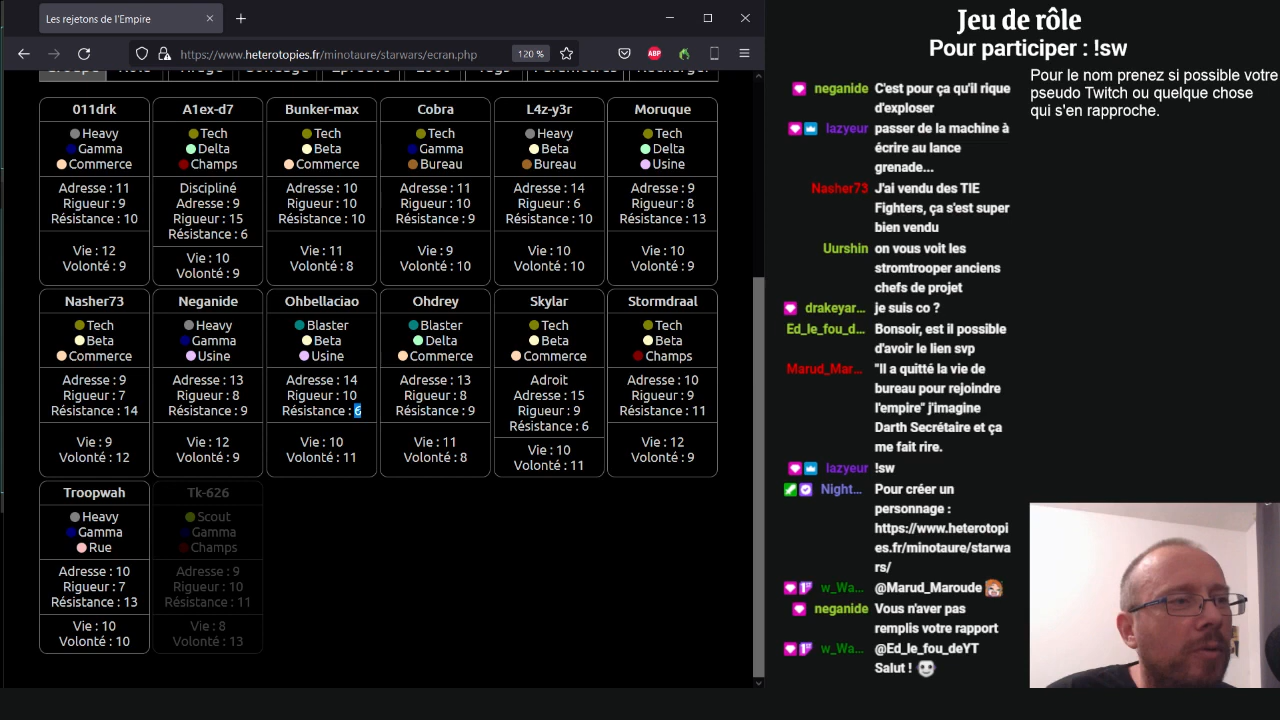 Les rejetons de l'Empire
https://www.heterotopies.fr/minotaure/starwars/ecran.php
120 %
ABP
011drk
Heavy
Gamma
Commerce
Adresse : 11
Rigueur : 9
Résistance : 10
Vie : 12
Volonté : 9
A1ex-d7
Tech
Delta
Champs
Discipliné
Adresse : 9
Rigueur : 15
Résistance : 6
Vie : 10
Volonté : 9
Bunker-max
Tech
Beta
Commerce
Adresse : 10
Rigueur : 10
Résistance : 10
Vie : 11
Volonté : 8
Cobra
Tech
Gamma
Bureau
Adresse : 11
Rigueur : 10
Résistance : 9
Vie : 9
Volonté : 10
L4z-y3r
Heavy
Beta
Bureau
Adresse : 14
Rigueur : 6
Résistance : 10
Vie : 10
Volonté : 10
Moruque
Tech
Delta
Usine
Adresse : 9
Rigueur : 8
Résistance : 13
Vie : 10
Volonté : 9
Nasher73
Tech
Beta
Commerce
Adresse : 9
Rigueur : 7
Résistance : 14
Vie : 9
Volonté : 12
Neganide
Heavy
Gamma
Usine
Adresse : 13
Rigueur : 8
Résistance : 9
Vie : 12
Volonté : 9
Ohbellaciao
Blaster
Beta
Usine
Adresse : 14
Rigueur : 10
Résistance : 6
Vie : 10
Volonté : 11
Ohdrey
Blaster
Delta
Commerce
Adresse : 13
Rigueur : 8
Résistance : 9
Vie : 11
Volonté : 8
Skylar
Tech
Beta
Commerce
Adroit
Adresse : 15
Rigueur : 9
Résistance : 6
Vie : 10
Volonté : 11
Stormdraal
Tech
Beta
Champs
Adresse : 10
Rigueur : 9
Résistance : 11
Vie : 12
Volonté : 9
Troopwah
Heavy
Gamma
Rue
Adresse : 10
Rigueur : 7
Résistance : 13
Vie : 10
Volonté : 10
Tk-626
Scout
Gamma
Champs
Adresse : 9
Rigueur : 10
Résistance : 11
Vie : 8
Volonté : 13
Jeu de rôle
Pour participer : !sw
Pour le nom prenez si possible votre
pseudo Twitch ou quelque chose
qui s'en rapproche.
neganide C'est pour ça qu'il rique
d'exploser
lazyeur passer de la machine à
écrire au lance
grenade...
Nasher73 J'ai vendu des TIE
Fighters, ça s'est super
bien vendu
Uurshin on vous voit les
stromtrooper anciens
chefs de projet
drakeyar... je suis co ?
Ed_le_fou_d... Bonsoir, est il possible
d'avoir le lien svp
Marud_Mar... "Il a quitté la vie de
bureau pour rejoindre
l'empire" j'imagine
Darth Secrétaire et ça
me fait rire.
lazyeur !sw
Night... Pour créer un
personnage :
https://www.heterotopi
es.fr/minotaure/starwa
rs/
w_Wa... @Marud_Maroude
neganide Vous n'aver pas
remplis votre rapport
w_Wa... @Ed_le_fou_deYT
Salut !